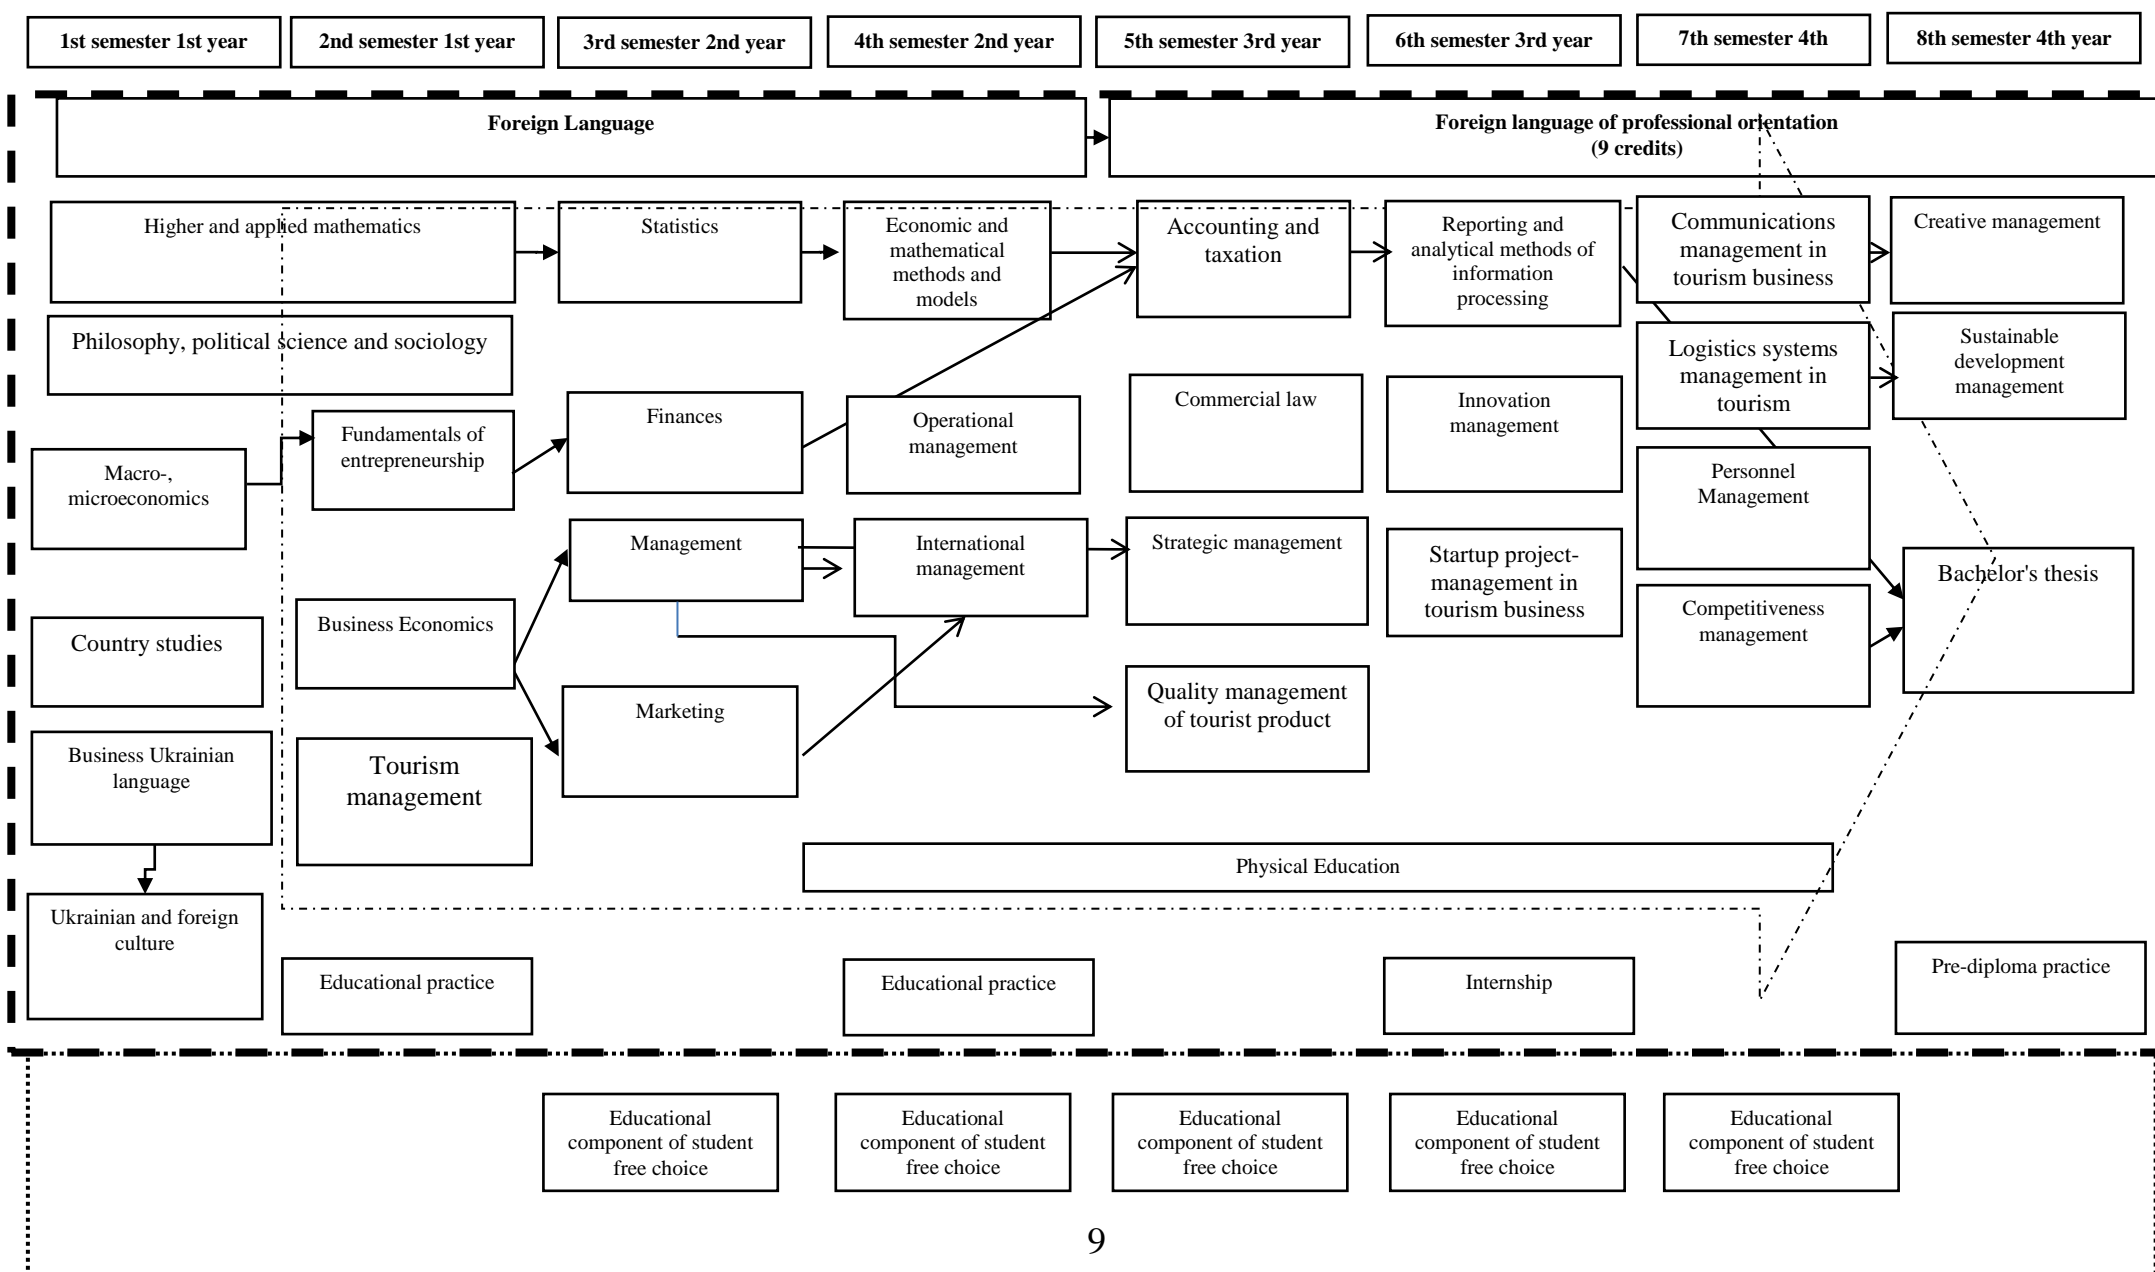 1st semester 1st year
2nd semester 1st year
3rd semester 2nd year
4th semester 2nd year
5th semester 3rd year
6th semester 3rd year
7th semester 4th
8th semester 4th year
Foreign Language
Foreign language of professional orientation
(9 credits)
Higher and applied mathematics
Statistics
Economic and
mathematical
methods and
models
Accounting and
taxation
Reporting and
analytical methods of
information
processing
Communications
management in
tourism business
Creative management
Philosophy, political science and sociology
Logistics systems
management in
tourism
Sustainable
development
management
Macro-,
microeconomics
Fundamentals of
entrepreneurship
Finances
Operational
management
Commercial law
Innovation
management
Personnel
Management
Management
International
management
Strategic management
Startup project-
management in
tourism business
Bachelor's thesis
Country studies
Business Economics
Competitiveness
management
Marketing
Quality management
of tourist product
Business Ukrainian
language
Tourism
management
Physical Education
Ukrainian and foreign
culture
Educational practice
Educational practice
Internship
Pre-diploma practice
Educational
component of student
free choice
Educational
component of student
free choice
Educational
component of student
free choice
Educational
component of student
free choice
Educational
component of student
free choice
9